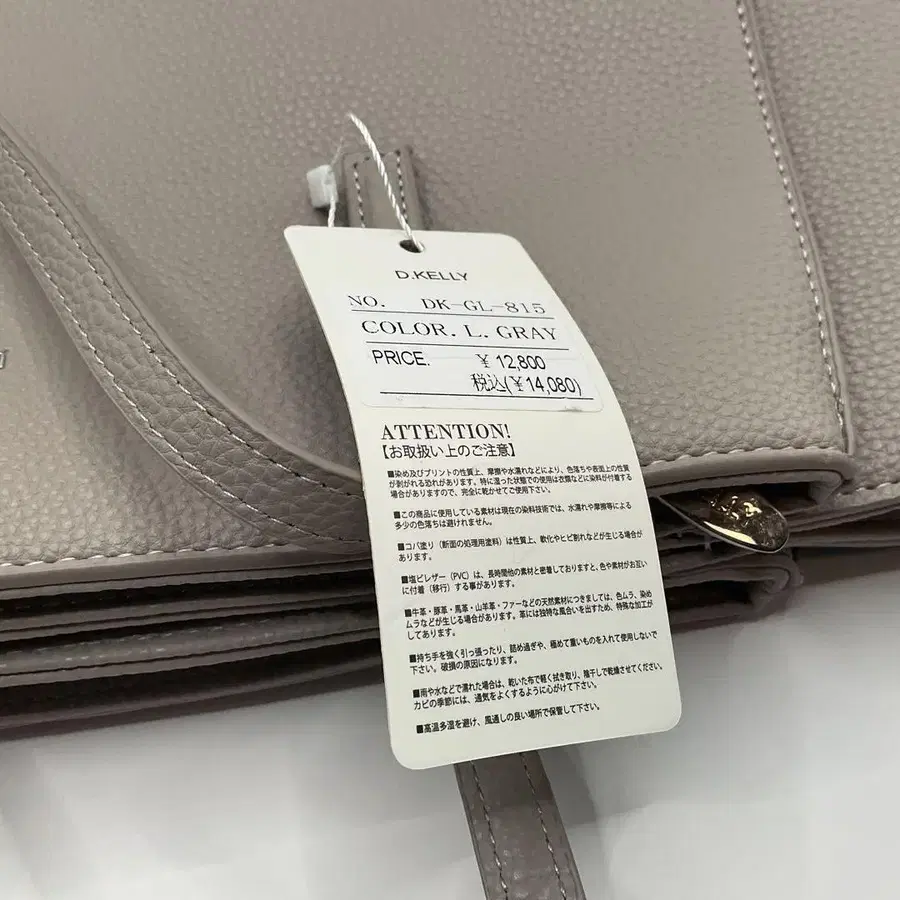 D.KELLY
NO. DK-GL-815
COLOR. L. GRAY
PRICE. ¥ 12,800
税込(¥14,080)
ATTENTION!
【お取扱い上のご注意】
■染め及びプリントの性質上、摩擦や水濡れなどにより、色落ちや表面上の性質
が剥がれる恐れがあります。特に湿った状態での使用は衣類などに染料が付着する
場合がありますので、完全に乾かせてご使用下さい。
■この商品に使用している素材は現在の染料技術では、水濡れや摩擦等による
多少の色落ちは避けれません。
■コバ塗り（断面の処理用塗料）は性質上、軟化やヒビ割れなどが生じる場合が
あります。
■塩ビレザー（PVC）は、長時間他の素材と密着しておりますと、色や素材がお互い
に付着（移行）する事があります。
■牛革・豚革・馬革・山羊革・ファーなどの天然素材につきましては、色ムラ、染め
ムラなどが生じる場合があります。革には独特な風合いを出すため、特殊な加工が
してあります。
■持ち手を強く引っ張ったり、詰め過ぎや、極めて重いものを入れて使用しないで
下さい。破損の原因になります。
■雨や水などで濡れた場合は、乾いた布で軽く拭き取り、陰干しで乾燥させてください。
カビの季節には、通気をよくするように心がけて下さい。
■高温多湿を避け、風通しの良い場所で保管して下さい。